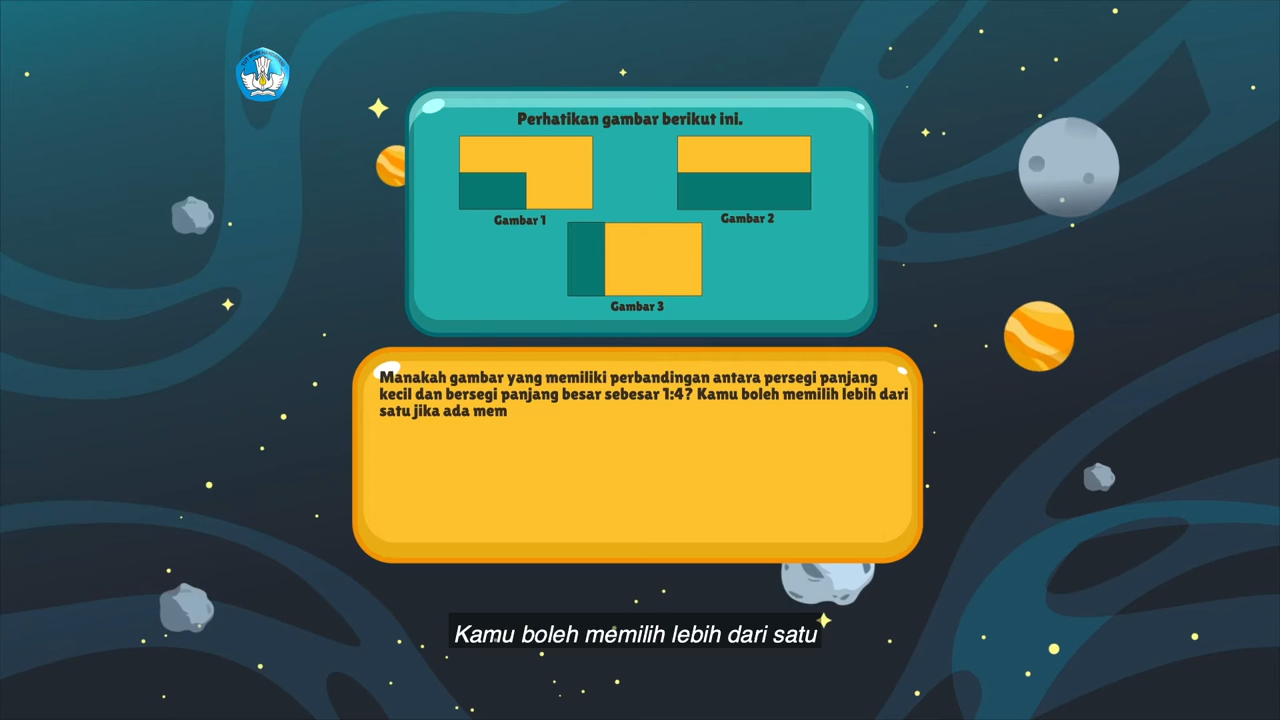 Perhatikan gambar berikut ini.
Gambar 1
Gambar 2
Gambar 3
Manakah gambar yang memiliki perbandingan antara persegi panjang
kecil dan bersegi panjang besar sebesar 1:4? Kamu boleh memilih lebih dari
satu jika ada mem
Kamu boleh memilih lebih dari satu